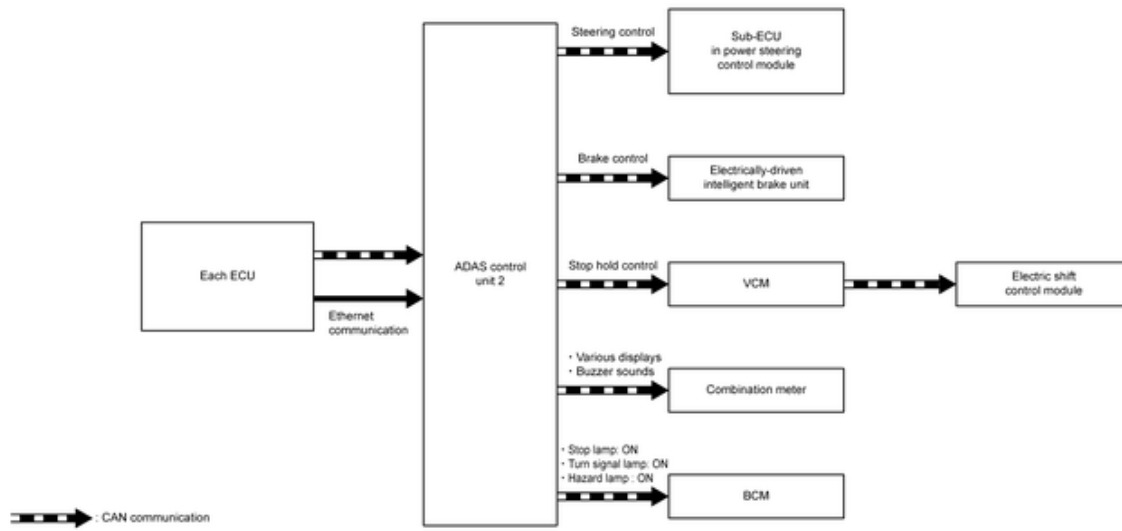 Steering control
Sub-ECU
in power steering
control module
Brake control
Electrically-driven
intelligent brake unit
Each ECU
Ethernet
communication
ADAS control
unit 2
Stop hold control
VCM
Electric shift
control module
・Various displays
・Buzzer sounds
Combination meter
・Stop lamp: ON
・Turn signal lamp: ON
・Hazard lamp : ON
BCM
: CAN communication